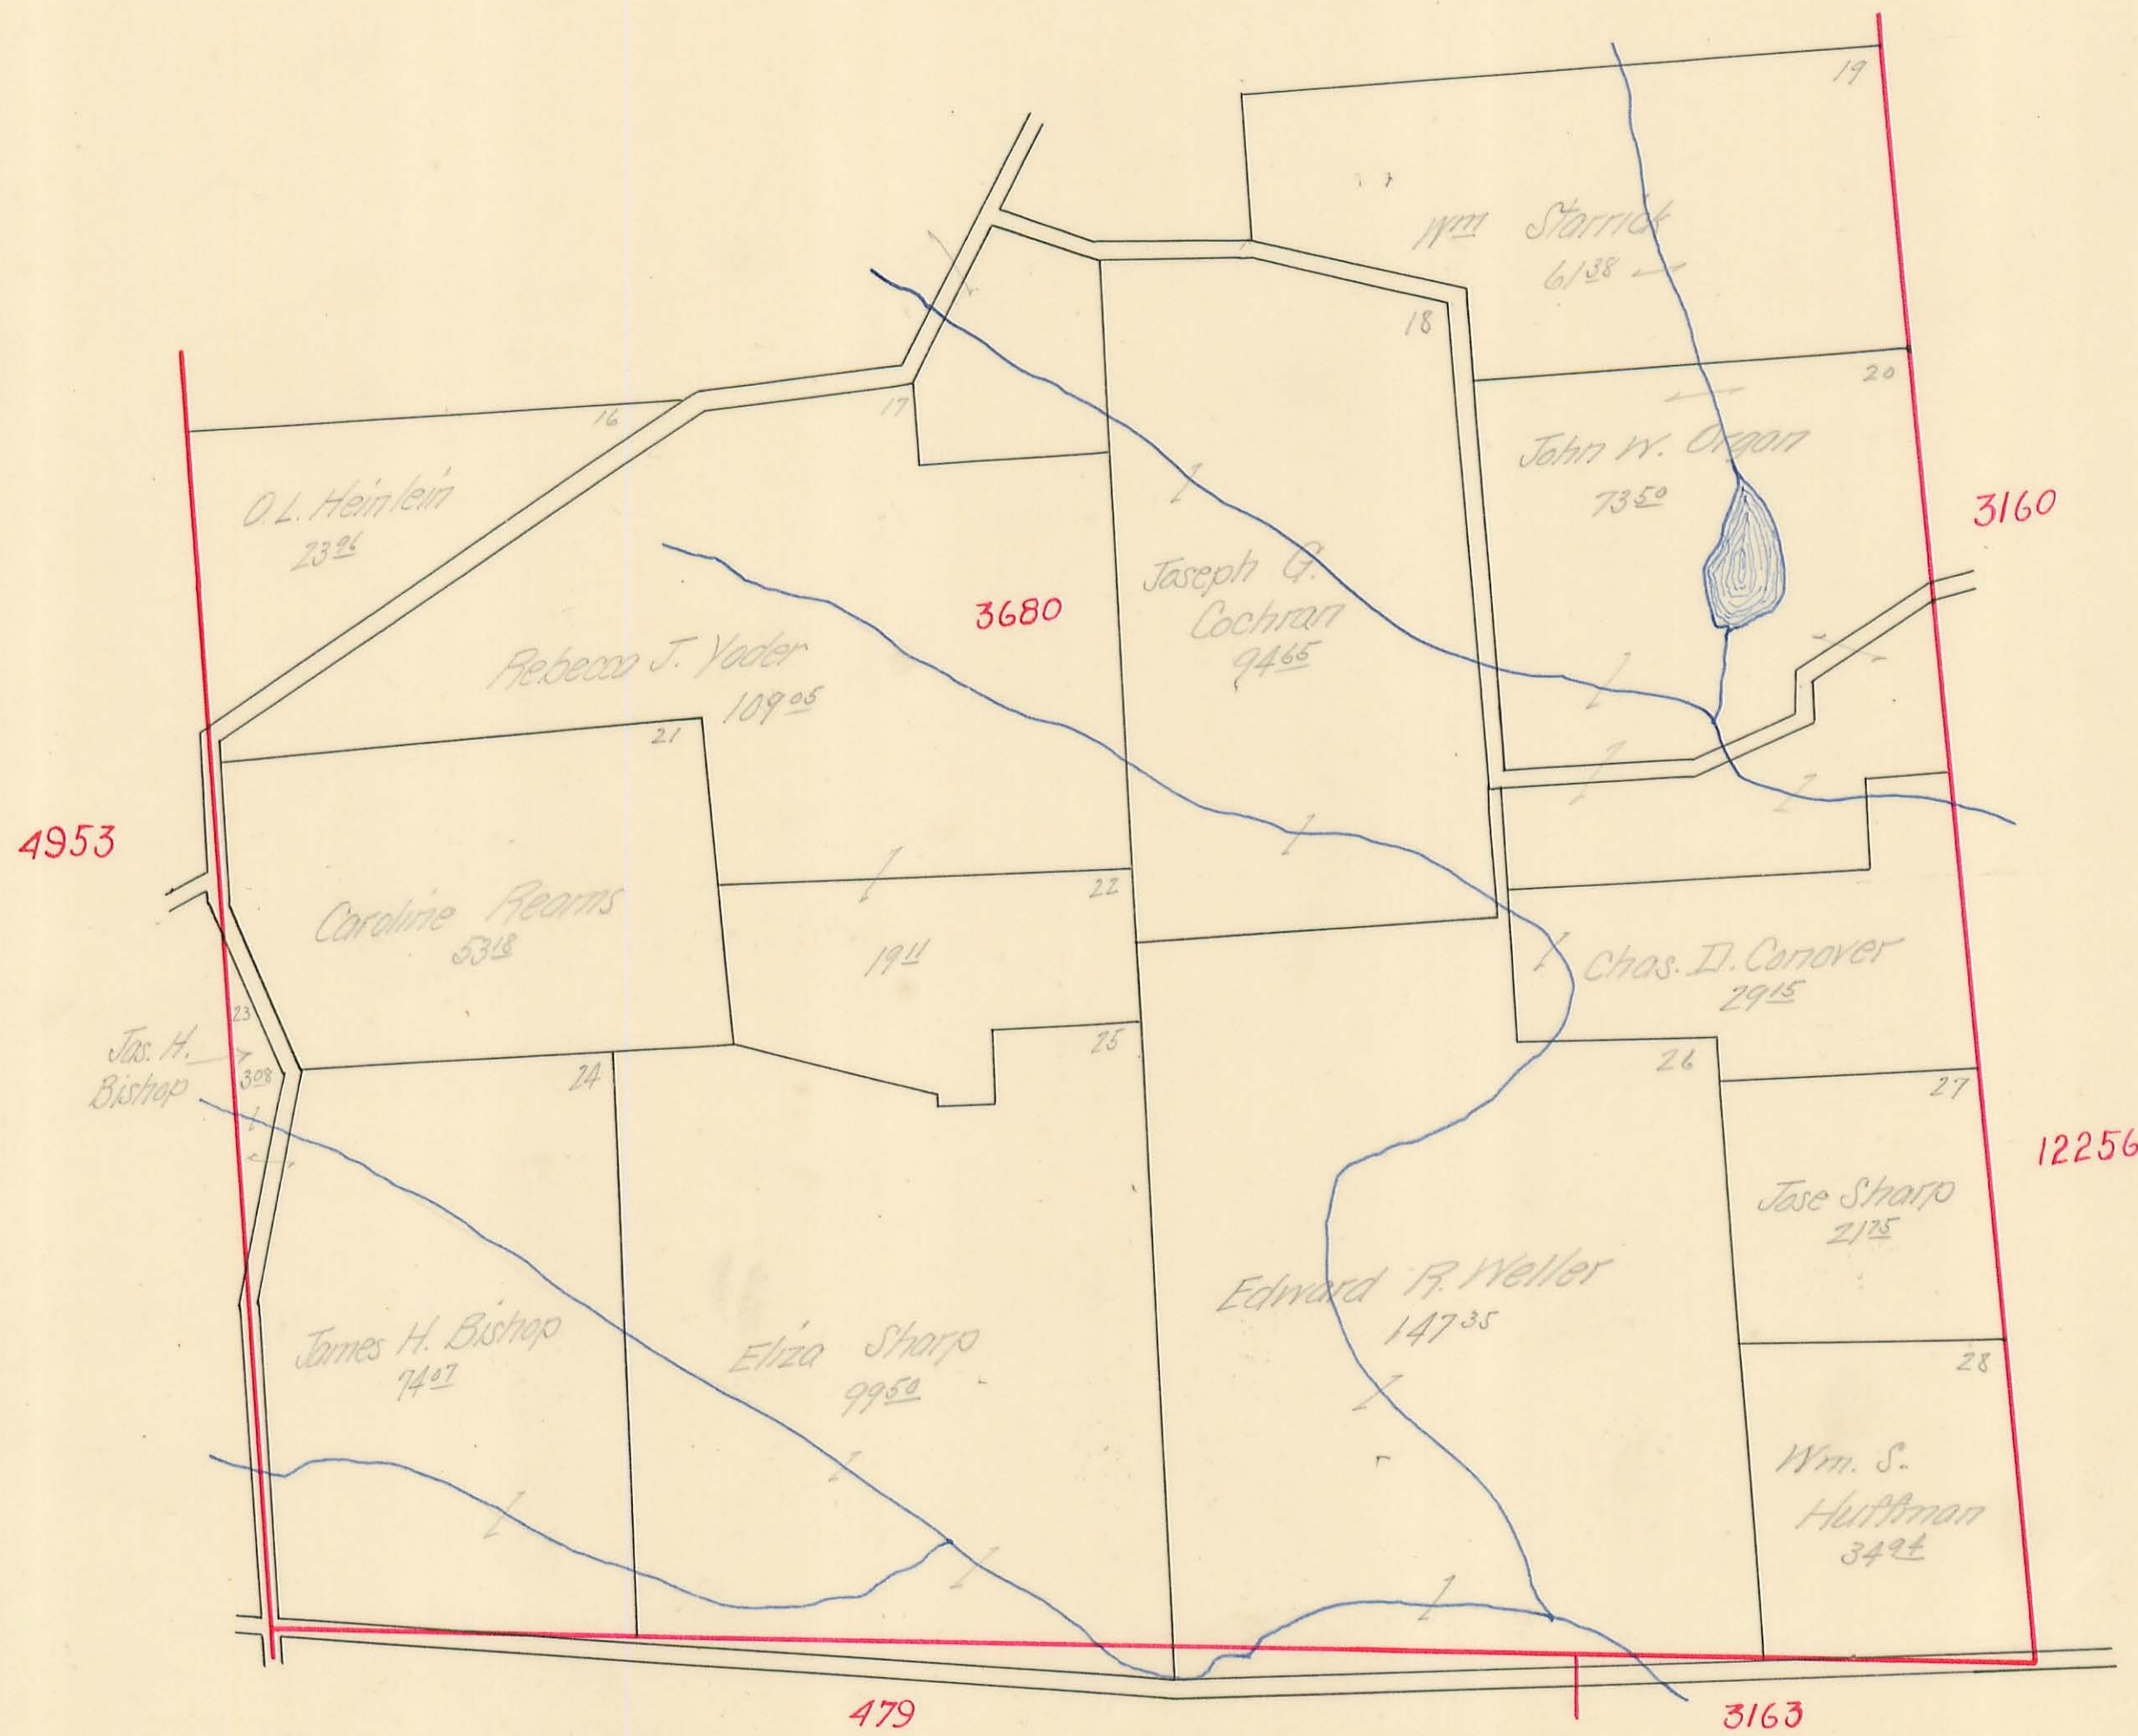 19
Wm Starrick
61 38
18
20
16
17
John W. Organ
73 50
O. L. Heinlein
23 96
3160
Joseph G.
Cochran
94 65
3680
Rebecca J. Yoder
109 05
21
4953
22
Caroline Reams
53 18
19 11
Chas. D. Conover
29 15
23
Jas. H.
Bishop
3 08
24
25
26
27
12256
Jose Sharp
21 75
Edward R. Weller
147 35
James H. Bishop
74 07
Eliza Sharp
99 50
28
Wm. S.
Huffman
34 94
479
3163